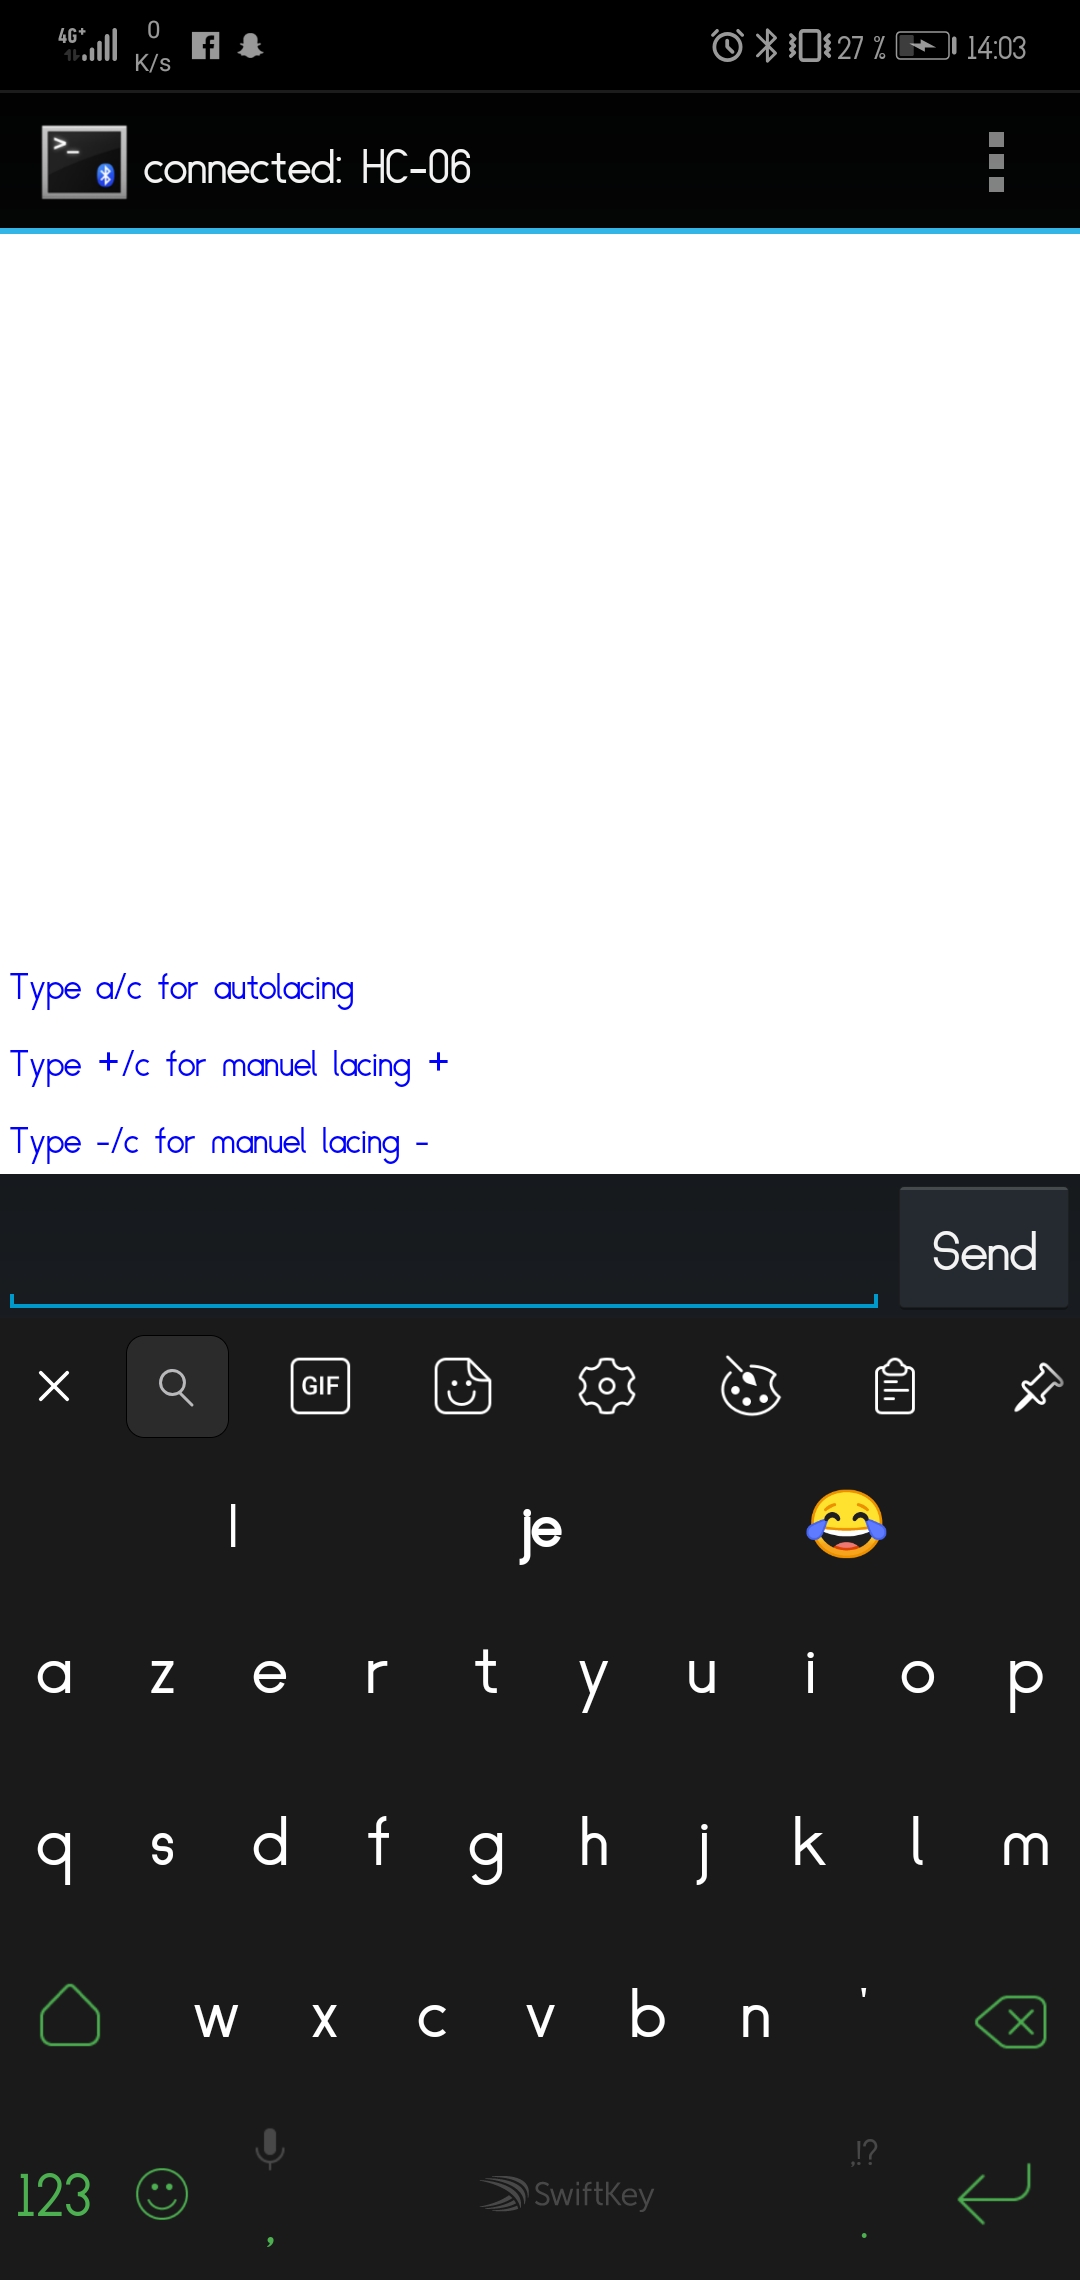 4G+ 0 K/s 27 % 14:03
>_ connected: HC-06
Type a/c for autolacing
Type +/c for manuel lacing +
Type -/c for manuel lacing -
Send
GIF
l je 😂
a z e r t y u i o p
q s d f g h j k l m
w x c v b n '
123 , SwiftKey ,!? .